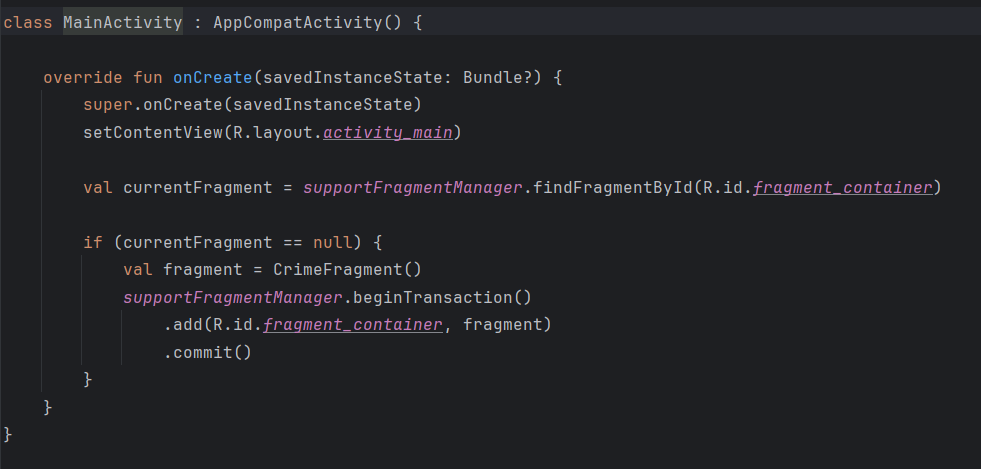 class MainActivity : AppCompatActivity() {
override fun onCreate(savedInstanceState: Bundle?) {
super.onCreate(savedInstanceState)
setContentView(R.layout.activity_main)
val currentFragment = supportFragmentManager.findFragmentById(R.id.fragment_container)
if (currentFragment == null) {
val fragment = CrimeFragment()
supportFragmentManager.beginTransaction()
.add(R.id.fragment_container, fragment)
.commit()
}
}
}